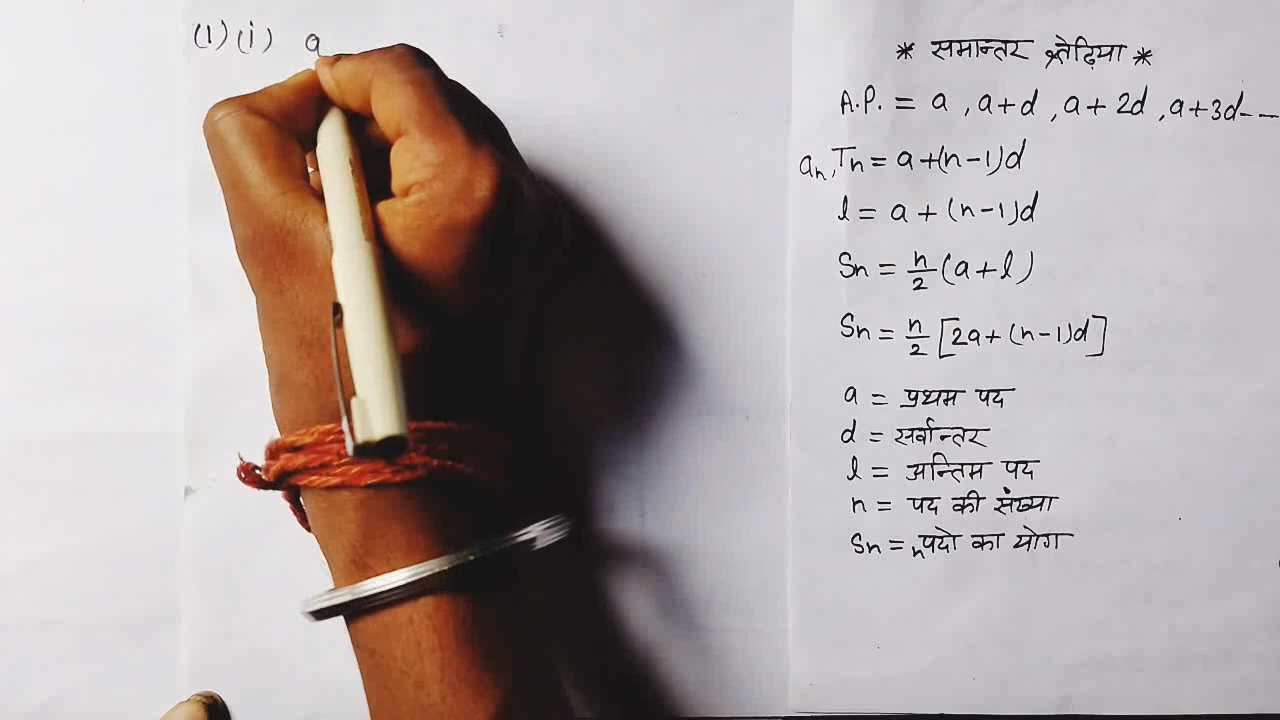 (1) (i) a
* समान्तर श्रेढ़िया *
A.P. = a , a+d , a+2d , a+3d---
an, Tn = a+(n-1)d
l = a + (n-1)d
Sn = n/2 (a+l)
Sn = n/2 [2a+(n-1)d]
a = प्रथम पद
d = सर्वान्तर
l = अन्तिम पद
n = पद की संख्या
Sn = n पदो का योग